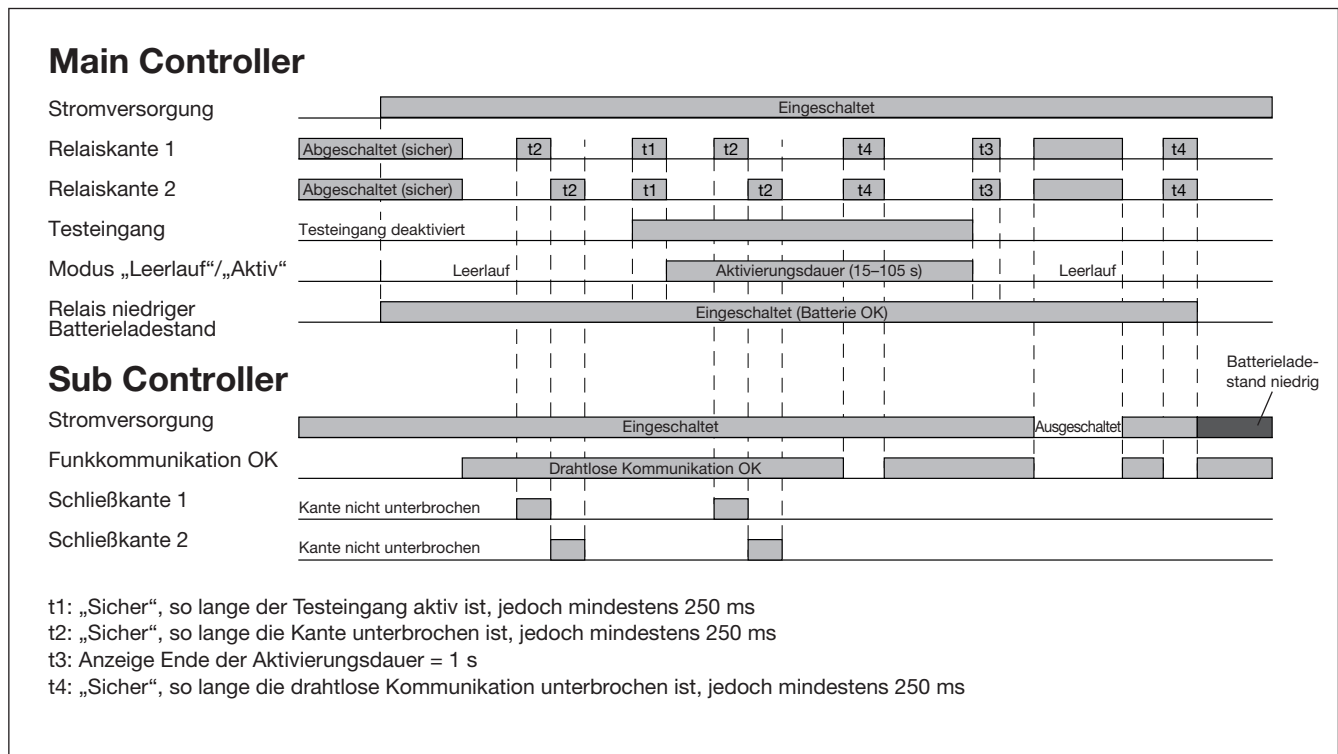 Main Controller
Stromversorgung
Eingeschaltet
Relaiskante 1
Abgeschaltet (sicher)
t2
t1
t2
t4
t3
t4
Relaiskante 2
Abgeschaltet (sicher)
t2
t1
t2
t4
t3
t4
Testeingang
Testeingang deaktiviert
Modus „Leerlauf“/„Aktiv“
Leerlauf
Aktivierungsdauer (15–105 s)
Leerlauf
Relais niedriger
Batterieladestand
Eingeschaltet (Batterie OK)
Sub Controller
Batterielade-
stand niedrig
Stromversorgung
Eingeschaltet
Ausgeschaltet
Funkkommunikation OK
Drahtlose Kommunikation OK
Schließkante 1
Kante nicht unterbrochen
Schließkante 2
Kante nicht unterbrochen
t1: „Sicher“, so lange der Testeingang aktiv ist, jedoch mindestens 250 ms
t2: „Sicher“, so lange die Kante unterbrochen ist, jedoch mindestens 250 ms
t3: Anzeige Ende der Aktivierungsdauer = 1 s
t4: „Sicher“, so lange die drahtlose Kommunikation unterbrochen ist, jedoch mindestens 250 ms